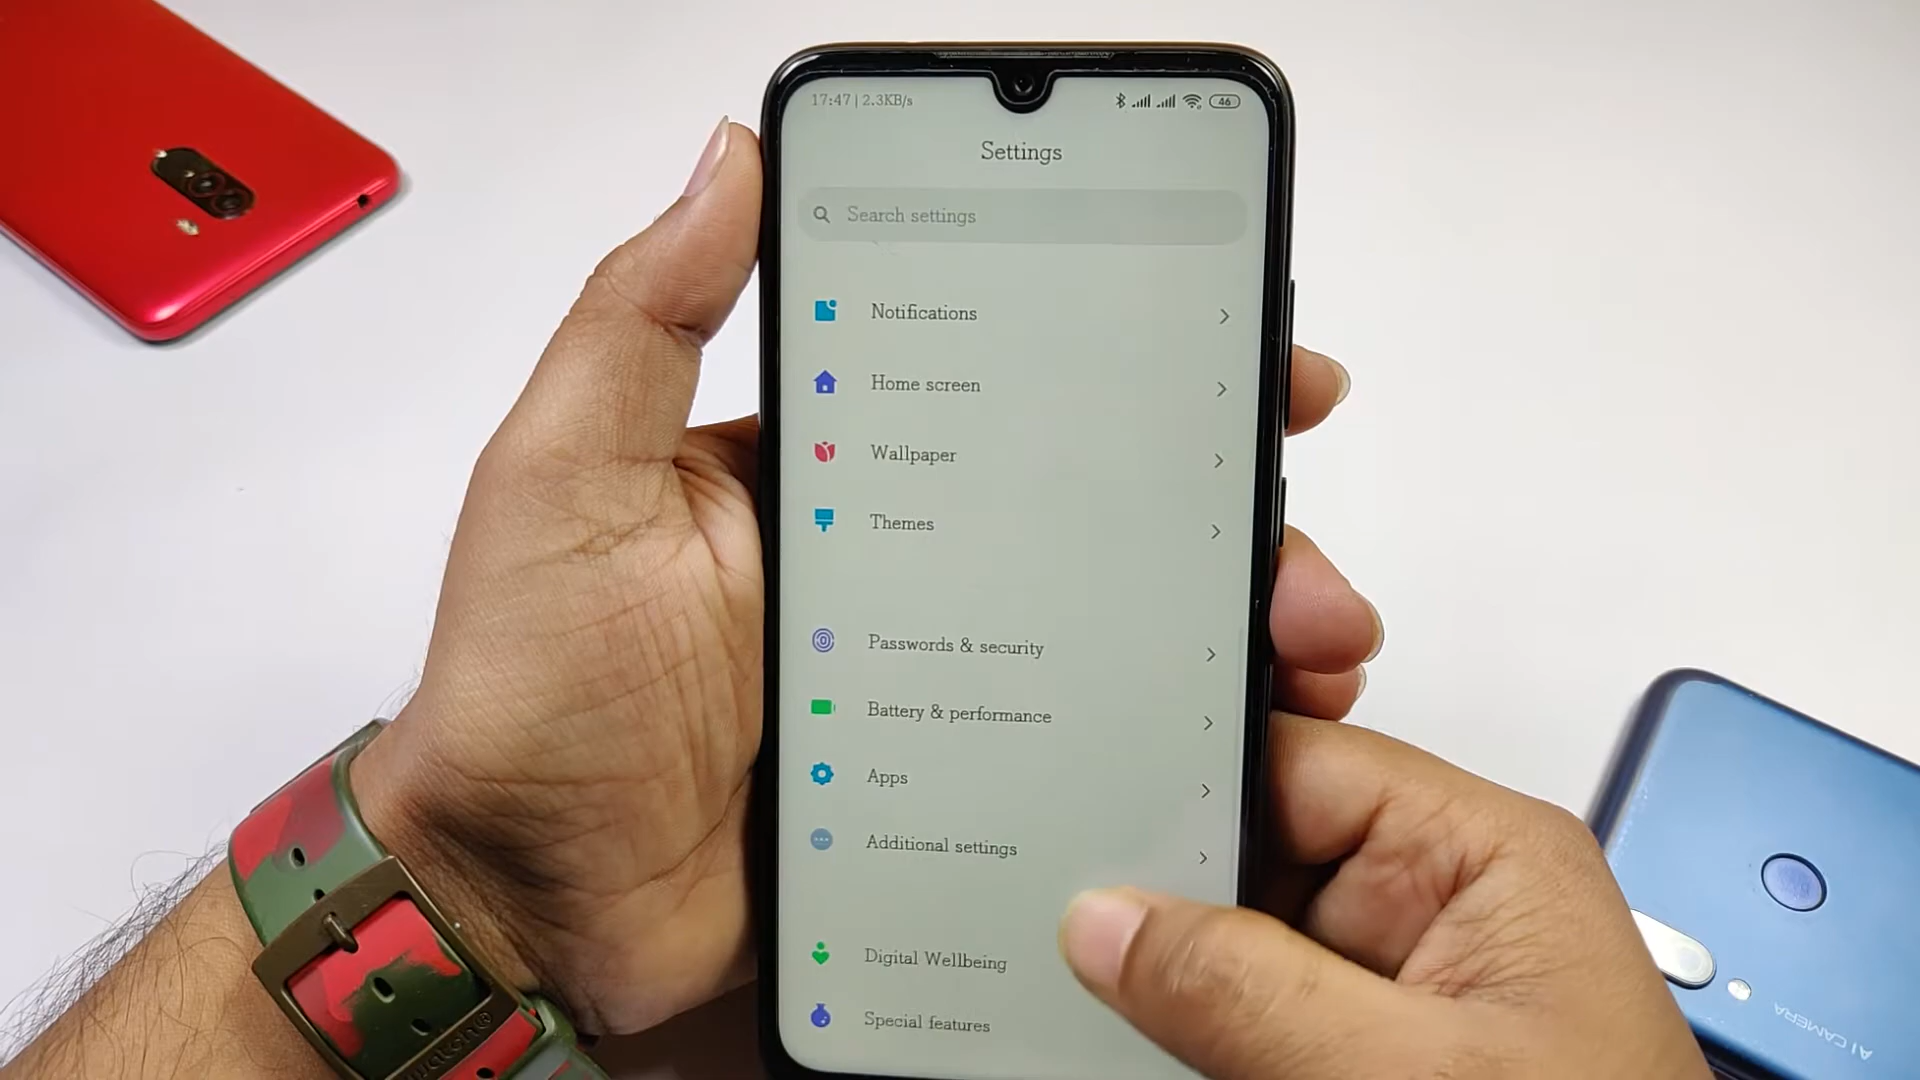 17:47 | 2.3KB/s
46
Settings
Search settings
Notifications
Home screen
Wallpaper
Themes
Passwords & security
Battery & performance
Apps
Additional settings
Digital Wellbeing
Special features
AI CAMERA